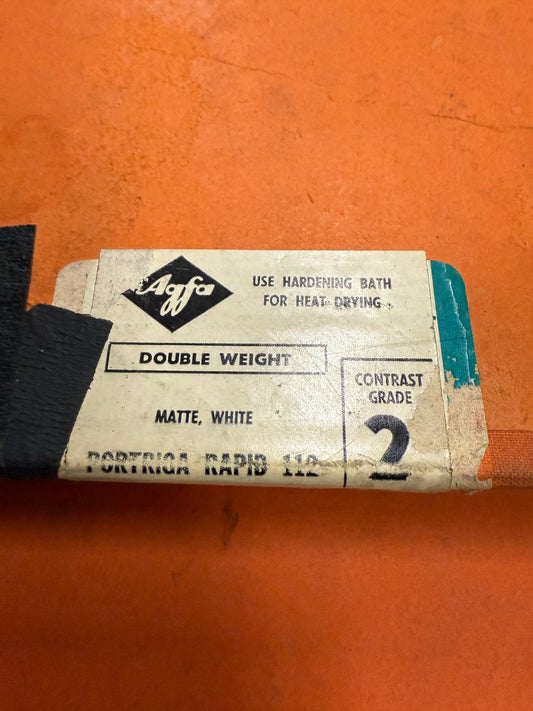 Agfa
USE HARDENING BATH
FOR HEAT DRYING
DOUBLE WEIGHT
CONTRAST
GRADE
2
MATTE, WHITE
PORTRIGA RAPID 112